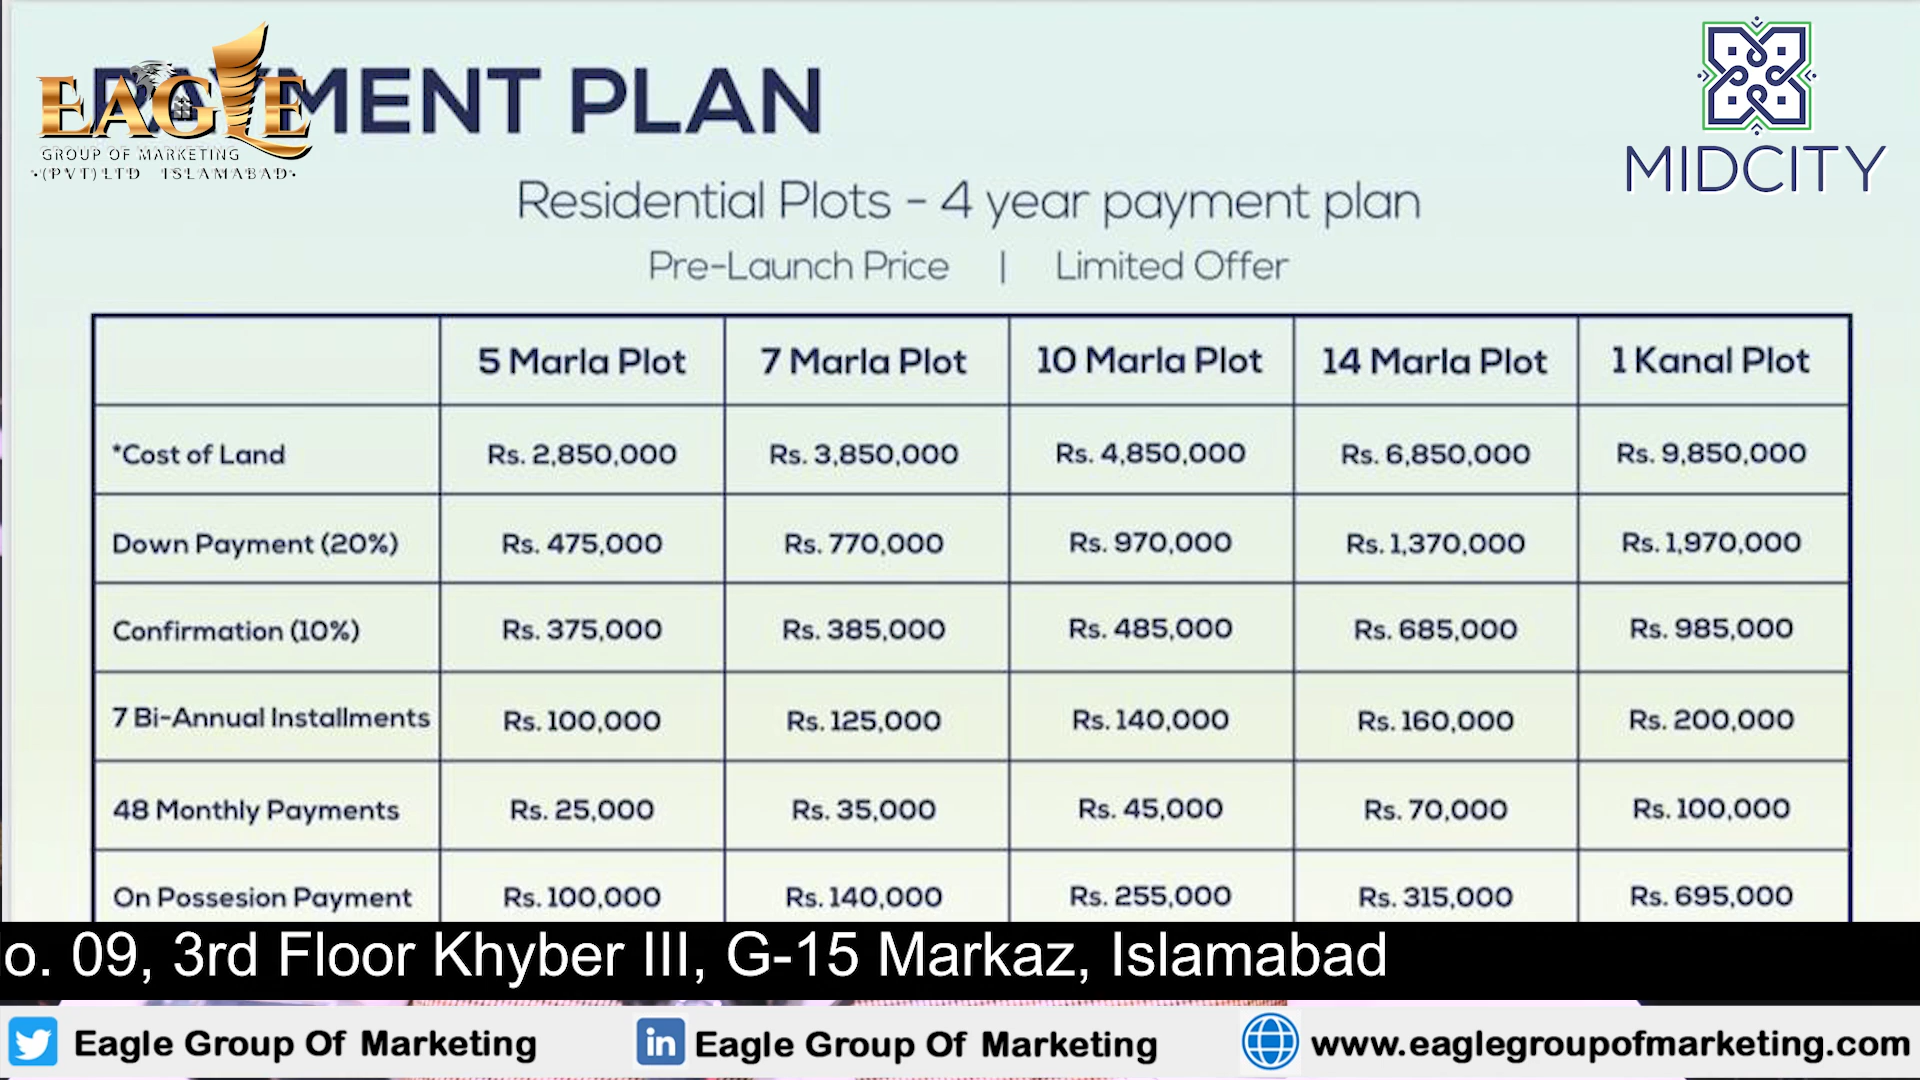 PAYMENT PLAN
EAGLE
GROUP OF MARKETING
(PVT) LTD ISLAMABAD
MIDCITY
Residential Plots - 4 year payment plan
Pre-Launch Price | Limited Offer
5 Marla Plot 7 Marla Plot 10 Marla Plot 14 Marla Plot 1 Kanal Plot
*Cost of Land Rs. 2,850,000 Rs. 3,850,000 Rs. 4,850,000 Rs. 6,850,000 Rs. 9,850,000
Down Payment (20%) Rs. 475,000 Rs. 770,000 Rs. 970,000 Rs. 1,370,000 Rs. 1,970,000
Confirmation (10%) Rs. 375,000 Rs. 385,000 Rs. 485,000 Rs. 685,000 Rs. 985,000
7 Bi-Annual Installments Rs. 100,000 Rs. 125,000 Rs. 140,000 Rs. 160,000 Rs. 200,000
48 Monthly Payments Rs. 25,000 Rs. 35,000 Rs. 45,000 Rs. 70,000 Rs. 100,000
On Possesion Payment Rs. 100,000 Rs. 140,000 Rs. 255,000 Rs. 315,000 Rs. 695,000
o. 09, 3rd Floor Khyber III, G-15 Markaz, Islamabad
Eagle Group Of Marketing in Eagle Group Of Marketing www.eaglegroupofmarketing.com